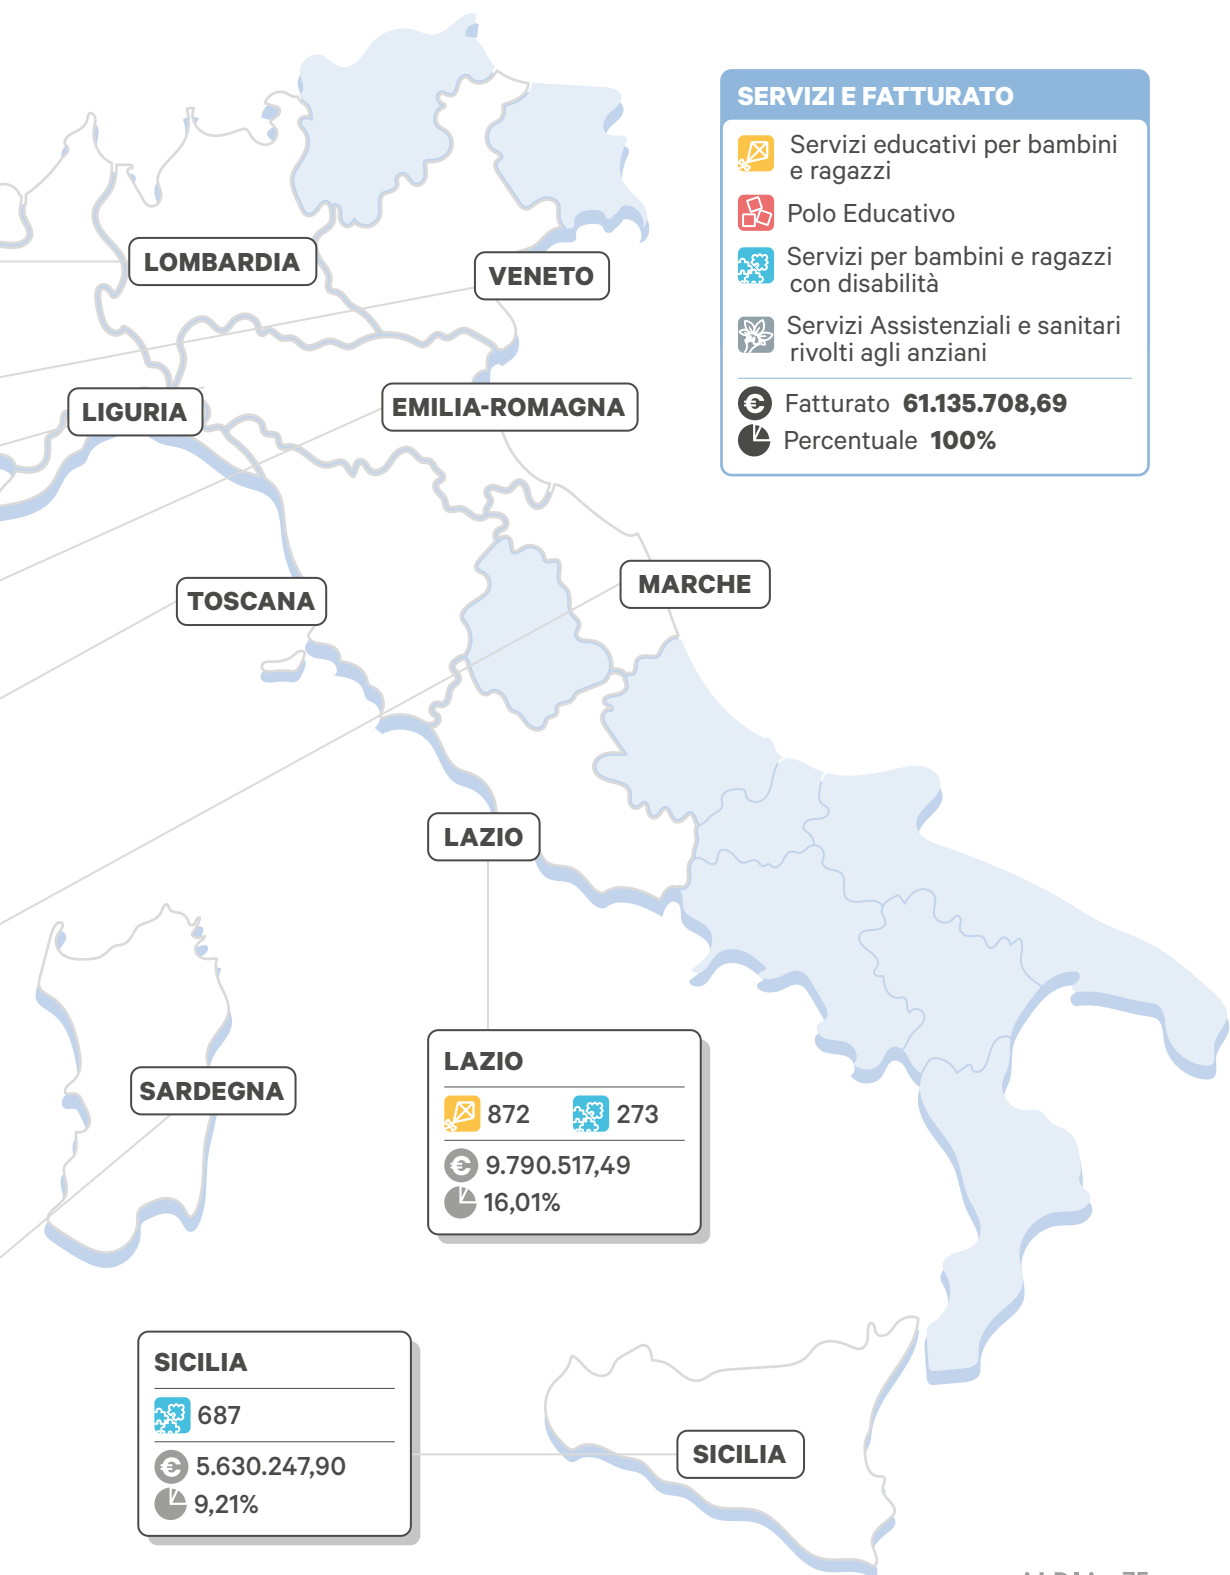 SERVIZI E FATTURATO
Servizi educativi per bambini
e ragazzi
Polo Educativo
Servizi per bambini e ragazzi
con disabilità
Servizi Assistenziali e sanitari
rivolti agli anziani
€ Fatturato 61.135.708,69
Percentuale 100%
LOMBARDIA
VENETO
LIGURIA
EMILIA-ROMAGNA
TOSCANA
MARCHE
LAZIO
SARDEGNA
LAZIO
872 273
€ 9.790.517,49
16,01%
SICILIA
687
€ 5.630.247,90
9,21%
SICILIA